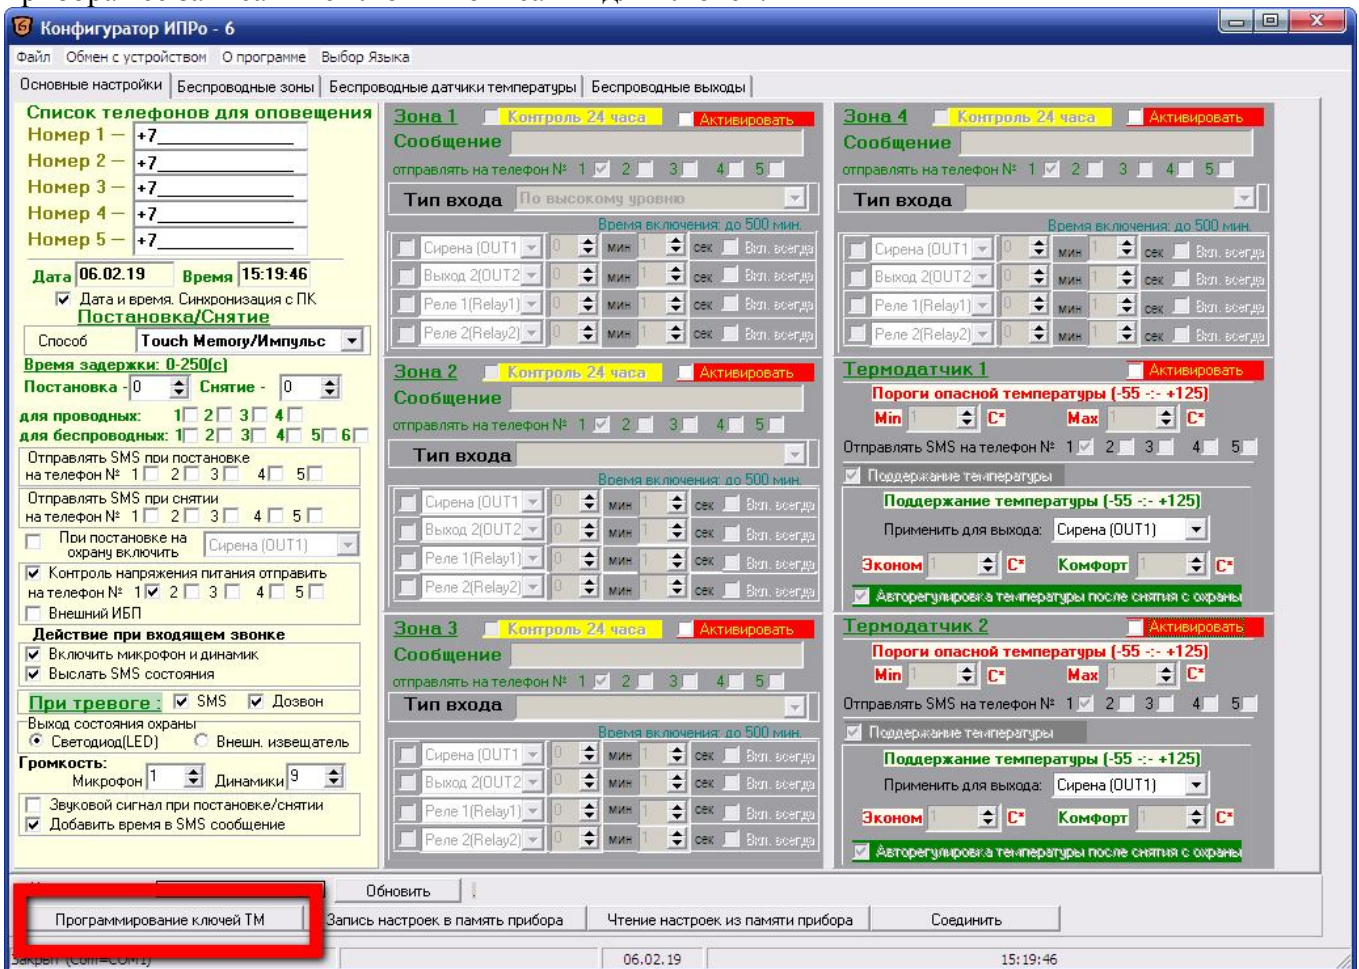 Конфигуратор ИПРо - 6
Файл Обмен с устройством О программе Выбор Языка
Основные настройки Беспроводные зоны Беспроводные датчики температуры Беспроводные выходы
Список телефонов для оповещения
Номер 1 – +7
Номер 2 – +7
Номер 3 – +7
Номер 4 – +7
Номер 5 – +7
Дата 06.02.19 Время 15:19:46
Дата и время. Синхронизация с ПК
Постановка/Снятие
Способ Touch Memory/Импульс
Время задержки: 0-250(с)
Постановка - 0 Снятие - 0
для проводных: 1 2 3 4
для беспроводных: 1 2 3 4 5 6
Отправлять SMS при постановке
на телефон № 1 2 3 4 5
Отправлять SMS при снятии
на телефон № 1 2 3 4 5
При постановке на
охрану включить Сирена (OUT1)
Контроль напряжения питания отправить
на телефон № 1 2 3 4 5
Внешний ИБП
Действие при входящем звонке
Включить микрофон и динамик
Выслать SMS состояния
При тревоге : SMS Дозвон
Выход состояния охраны
Светодиод(LED) Внешн. извещатель
Громкость:
Микрофон 1 Динамики 9
Звуковой сигнал при постановке/снятии
Добавить время в SMS сообщение
Зона 1 Контроль 24 часа Активировать
Сообщение
отправлять на телефон № 1 2 3 4 5
Тип входа По высокому уровню
Время включения: до 500 мин.
Сирена (OUT1 0 мин 1 сек Вкл. всегда
Выход 2(OUT2 0 мин 1 сек Вкл. всегда
Реле 1(Relay1) 0 мин 1 сек Вкл. всегда
Реле 2(Relay2) 0 мин 1 сек Вкл. всегда
Зона 2 Контроль 24 часа Активировать
Сообщение
отправлять на телефон № 1 2 3 4 5
Тип входа
Время включения: до 500 мин.
Сирена (OUT1 0 мин 1 сек Вкл. всегда
Выход 2(OUT2 0 мин 1 сек Вкл. всегда
Реле 1(Relay1) 0 мин 1 сек Вкл. всегда
Реле 2(Relay2) 0 мин 1 сек Вкл. всегда
Зона 3 Контроль 24 часа Активировать
Сообщение
отправлять на телефон № 1 2 3 4 5
Тип входа
Время включения: до 500 мин.
Сирена (OUT1 0 мин 1 сек Вкл. всегда
Выход 2(OUT2 0 мин 1 сек Вкл. всегда
Реле 1(Relay1) 0 мин 1 сек Вкл. всегда
Реле 2(Relay2) 0 мин 1 сек Вкл. всегда
Зона 4 Контроль 24 часа Активировать
Сообщение
отправлять на телефон № 1 2 3 4 5
Тип входа
Время включения: до 500 мин.
Сирена (OUT1 0 мин 1 сек Вкл. всегда
Выход 2(OUT2 0 мин 1 сек Вкл. всегда
Реле 1(Relay1) 0 мин 1 сек Вкл. всегда
Реле 2(Relay2) 0 мин 1 сек Вкл. всегда
Термодатчик 1 Активировать
Пороги опасной температуры (-55 -:- +125)
Min 1 С* Max 1 С*
Отправлять SMS на телефон № 1 2 3 4 5
Поддержание температуры
Поддержание температуры (-55 -:- +125)
Применить для выхода: Сирена (OUT1)
Эконом 1 С* Комфорт 1 С*
Авторегулировка температуры после снятия с охраны
Термодатчик 2 Активировать
Пороги опасной температуры (-55 -:- +125)
Min 1 С* Max 1 С*
Отправлять SMS на телефон № 1 2 3 4 5
Поддержание температуры
Поддержание температуры (-55 -:- +125)
Применить для выхода: Сирена (OUT1)
Эконом 1 С* Комфорт 1 С*
Авторегулировка температуры после снятия с охраны
Обновить
Программирование ключей TM Запись настроек в память прибора Чтение настроек из памяти прибора Соединить
Закрыт (Com=COM1) 06.02.19 15:19:46